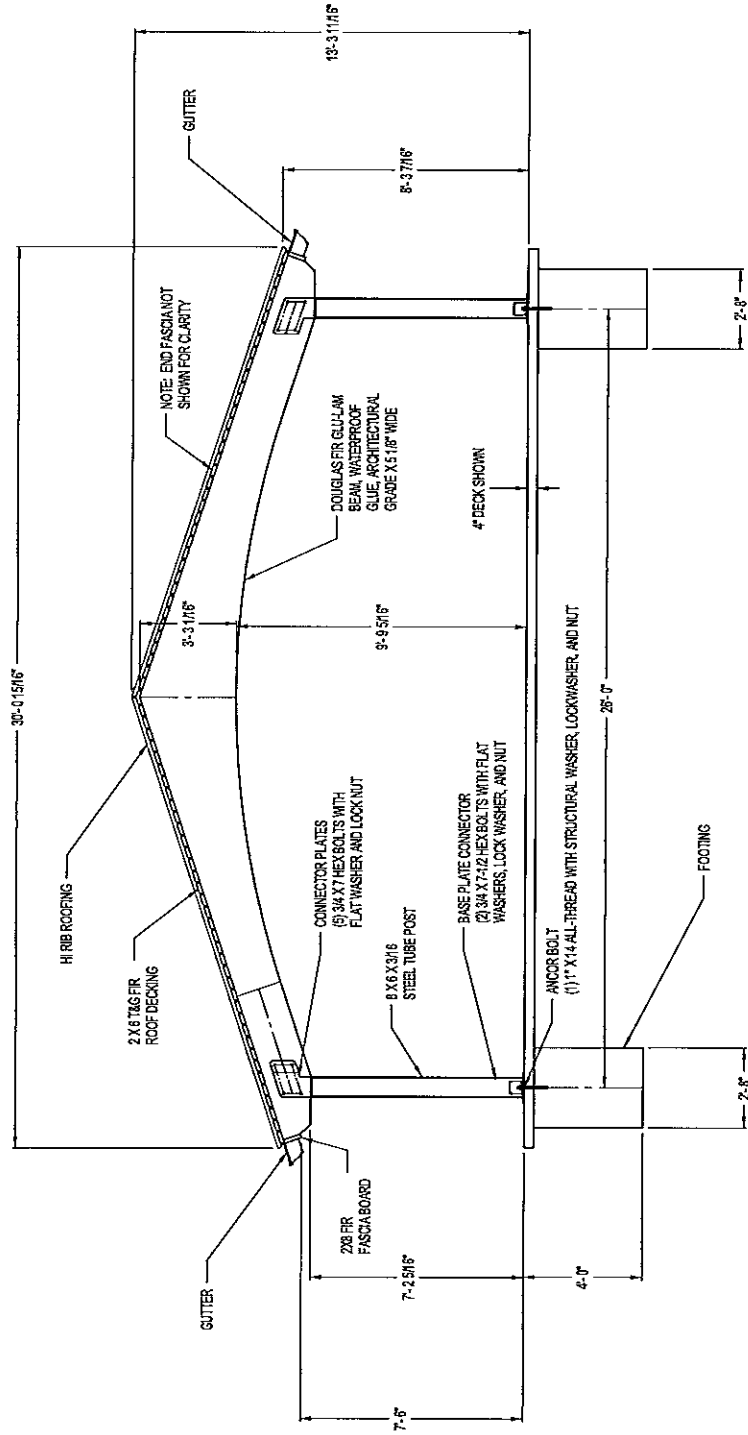 30'-0 15/16"
HI RIB ROOFING
2 X 6 T&G FIR
ROOF DECKING
NOTE: END FASCIA NOT
SHOWN FOR CLARITY
GUTTER
GUTTER
13'-3 11/16"
8'-3 7/16"
3'-3 1/16"
9'-9 5/16"
DOUGLAS FIR GLU-LAM
BEAM, WATERPROOF
GLUE, ARCHITECTURAL
GRADE X 5 1/8" WIDE
2X8 FIR
FASCIA BOARD
CONNECTOR PLATES
(5) 3/4 X 7 HEX BOLTS WITH
FLAT WASHER AND LOCK NUT
8 X 6 X 3/16
STEEL TUBE POST
BASE PLATE CONNECTOR
(2) 3/4 X 7-1/2 HEX BOLTS WITH FLAT
WASHERS, LOCK WASHER, AND NUT
4" DECK SHOWN
7'-6"
7'-2 5/16"
4'-0"
ANCOR BOLT
(1) 1" X 14 ALL-THREAD WITH STRUCTURAL WASHER, LOCKWASHER, AND NUT
26'-0"
FOOTING
2'-8"
2'-8"